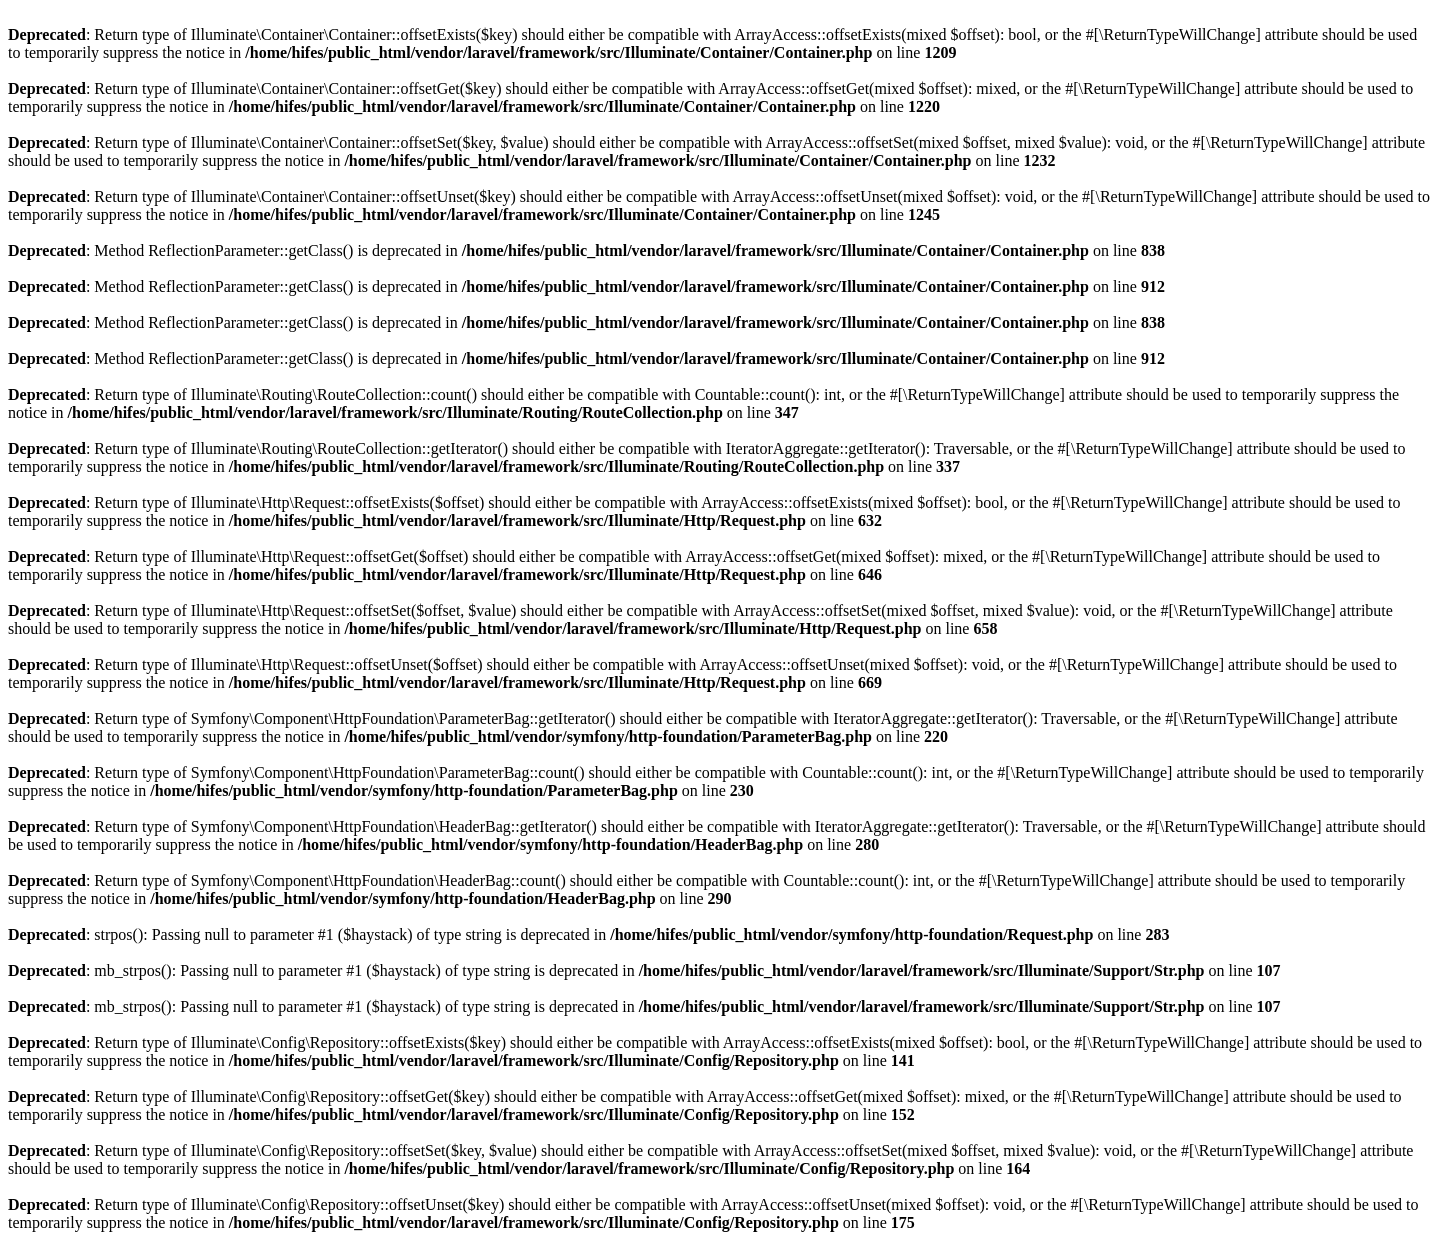 Deprecated: Return type of Illuminate\Container\Container::offsetExists($key) should either be compatible with ArrayAccess::offsetExists(mixed $offset): bool, or the #[\ReturnTypeWillChange] attribute should be used
to temporarily suppress the notice in /home/hifes/public_html/vendor/laravel/framework/src/Illuminate/Container/Container.php on line 1209
Deprecated: Return type of Illuminate\Container\Container::offsetGet($key) should either be compatible with ArrayAccess::offsetGet(mixed $offset): mixed, or the #[\ReturnTypeWillChange] attribute should be used to
temporarily suppress the notice in /home/hifes/public_html/vendor/laravel/framework/src/Illuminate/Container/Container.php on line 1220
Deprecated: Return type of Illuminate\Container\Container::offsetSet($key, $value) should either be compatible with ArrayAccess::offsetSet(mixed $offset, mixed $value): void, or the #[\ReturnTypeWillChange] attribute
should be used to temporarily suppress the notice in /home/hifes/public_html/vendor/laravel/framework/src/Illuminate/Container/Container.php on line 1232
Deprecated: Return type of Illuminate\Container\Container::offsetUnset($key) should either be compatible with ArrayAccess::offsetUnset(mixed $offset): void, or the #[\ReturnTypeWillChange] attribute should be used to
temporarily suppress the notice in /home/hifes/public_html/vendor/laravel/framework/src/Illuminate/Container/Container.php on line 1245
Deprecated: Method ReflectionParameter::getClass() is deprecated in /home/hifes/public_html/vendor/laravel/framework/src/Illuminate/Container/Container.php on line 838
Deprecated: Method ReflectionParameter::getClass() is deprecated in /home/hifes/public_html/vendor/laravel/framework/src/Illuminate/Container/Container.php on line 912
Deprecated: Method ReflectionParameter::getClass() is deprecated in /home/hifes/public_html/vendor/laravel/framework/src/Illuminate/Container/Container.php on line 838
Deprecated: Method ReflectionParameter::getClass() is deprecated in /home/hifes/public_html/vendor/laravel/framework/src/Illuminate/Container/Container.php on line 912
Deprecated: Return type of Illuminate\Routing\RouteCollection::count() should either be compatible with Countable::count(): int, or the #[\ReturnTypeWillChange] attribute should be used to temporarily suppress the
notice in /home/hifes/public_html/vendor/laravel/framework/src/Illuminate/Routing/RouteCollection.php on line 347
Deprecated: Return type of Illuminate\Routing\RouteCollection::getIterator() should either be compatible with IteratorAggregate::getIterator(): Traversable, or the #[\ReturnTypeWillChange] attribute should be used to
temporarily suppress the notice in /home/hifes/public_html/vendor/laravel/framework/src/Illuminate/Routing/RouteCollection.php on line 337
Deprecated: Return type of Illuminate\Http\Request::offsetExists($offset) should either be compatible with ArrayAccess::offsetExists(mixed $offset): bool, or the #[\ReturnTypeWillChange] attribute should be used to
temporarily suppress the notice in /home/hifes/public_html/vendor/laravel/framework/src/Illuminate/Http/Request.php on line 632
Deprecated: Return type of Illuminate\Http\Request::offsetGet($offset) should either be compatible with ArrayAccess::offsetGet(mixed $offset): mixed, or the #[\ReturnTypeWillChange] attribute should be used to
temporarily suppress the notice in /home/hifes/public_html/vendor/laravel/framework/src/Illuminate/Http/Request.php on line 646
Deprecated: Return type of Illuminate\Http\Request::offsetSet($offset, $value) should either be compatible with ArrayAccess::offsetSet(mixed $offset, mixed $value): void, or the #[\ReturnTypeWillChange] attribute
should be used to temporarily suppress the notice in /home/hifes/public_html/vendor/laravel/framework/src/Illuminate/Http/Request.php on line 658
Deprecated: Return type of Illuminate\Http\Request::offsetUnset($offset) should either be compatible with ArrayAccess::offsetUnset(mixed $offset): void, or the #[\ReturnTypeWillChange] attribute should be used to
temporarily suppress the notice in /home/hifes/public_html/vendor/laravel/framework/src/Illuminate/Http/Request.php on line 669
Deprecated: Return type of Symfony\Component\HttpFoundation\ParameterBag::getIterator() should either be compatible with IteratorAggregate::getIterator(): Traversable, or the #[\ReturnTypeWillChange] attribute
should be used to temporarily suppress the notice in /home/hifes/public_html/vendor/symfony/http-foundation/ParameterBag.php on line 220
Deprecated: Return type of Symfony\Component\HttpFoundation\ParameterBag::count() should either be compatible with Countable::count(): int, or the #[\ReturnTypeWillChange] attribute should be used to temporarily
suppress the notice in /home/hifes/public_html/vendor/symfony/http-foundation/ParameterBag.php on line 230
Deprecated: Return type of Symfony\Component\HttpFoundation\HeaderBag::getIterator() should either be compatible with IteratorAggregate::getIterator(): Traversable, or the #[\ReturnTypeWillChange] attribute should
be used to temporarily suppress the notice in /home/hifes/public_html/vendor/symfony/http-foundation/HeaderBag.php on line 280
Deprecated: Return type of Symfony\Component\HttpFoundation\HeaderBag::count() should either be compatible with Countable::count(): int, or the #[\ReturnTypeWillChange] attribute should be used to temporarily
suppress the notice in /home/hifes/public_html/vendor/symfony/http-foundation/HeaderBag.php on line 290
Deprecated: strpos(): Passing null to parameter #1 ($haystack) of type string is deprecated in /home/hifes/public_html/vendor/symfony/http-foundation/Request.php on line 283
Deprecated: mb_strpos(): Passing null to parameter #1 ($haystack) of type string is deprecated in /home/hifes/public_html/vendor/laravel/framework/src/Illuminate/Support/Str.php on line 107
Deprecated: mb_strpos(): Passing null to parameter #1 ($haystack) of type string is deprecated in /home/hifes/public_html/vendor/laravel/framework/src/Illuminate/Support/Str.php on line 107
Deprecated: Return type of Illuminate\Config\Repository::offsetExists($key) should either be compatible with ArrayAccess::offsetExists(mixed $offset): bool, or the #[\ReturnTypeWillChange] attribute should be used to
temporarily suppress the notice in /home/hifes/public_html/vendor/laravel/framework/src/Illuminate/Config/Repository.php on line 141
Deprecated: Return type of Illuminate\Config\Repository::offsetGet($key) should either be compatible with ArrayAccess::offsetGet(mixed $offset): mixed, or the #[\ReturnTypeWillChange] attribute should be used to
temporarily suppress the notice in /home/hifes/public_html/vendor/laravel/framework/src/Illuminate/Config/Repository.php on line 152
Deprecated: Return type of Illuminate\Config\Repository::offsetSet($key, $value) should either be compatible with ArrayAccess::offsetSet(mixed $offset, mixed $value): void, or the #[\ReturnTypeWillChange] attribute
should be used to temporarily suppress the notice in /home/hifes/public_html/vendor/laravel/framework/src/Illuminate/Config/Repository.php on line 164
Deprecated: Return type of Illuminate\Config\Repository::offsetUnset($key) should either be compatible with ArrayAccess::offsetUnset(mixed $offset): void, or the #[\ReturnTypeWillChange] attribute should be used to
temporarily suppress the notice in /home/hifes/public_html/vendor/laravel/framework/src/Illuminate/Config/Repository.php on line 175